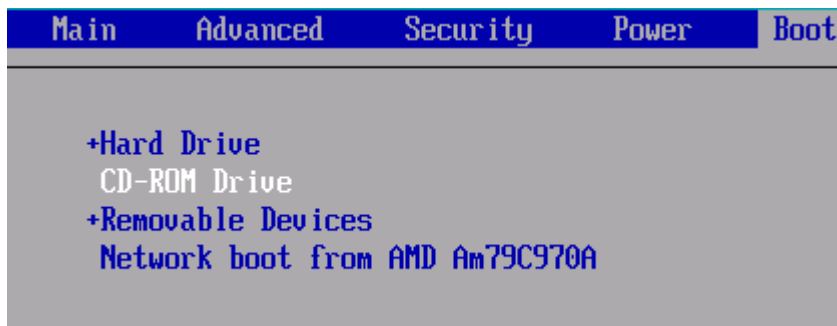 Main Advanced Security Power Boot
+Hard Drive
CD-ROM Drive
+Removable Devices
Network boot from AMD Am79C970A